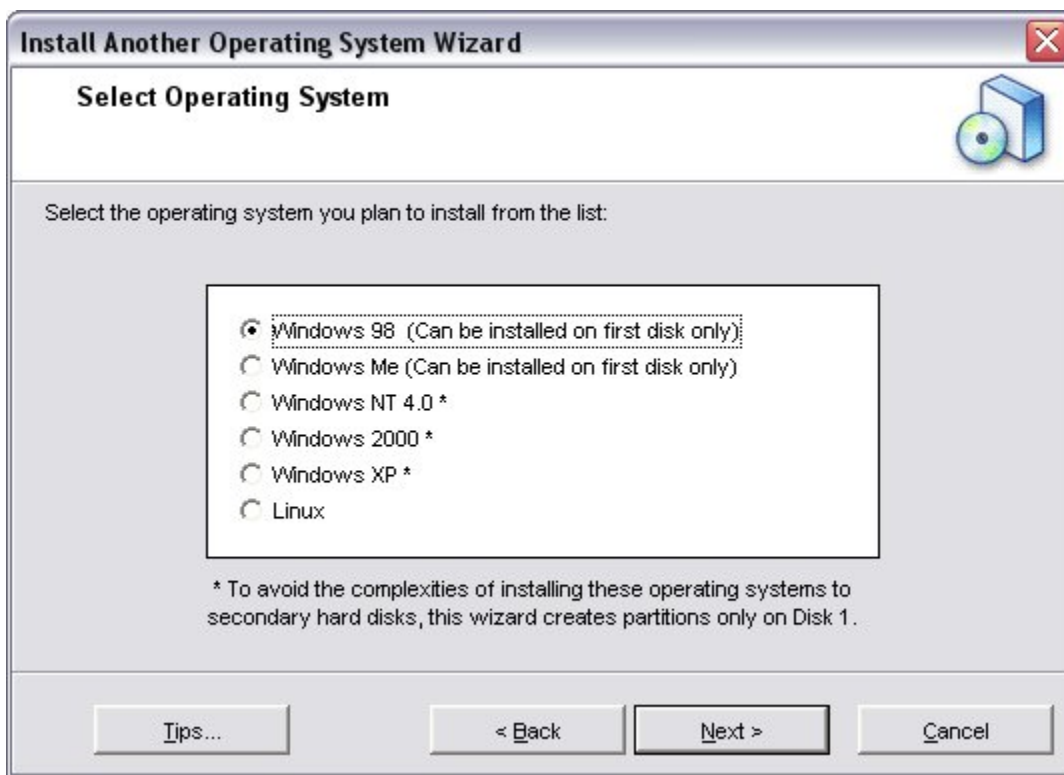 Install Another Operating System Wizard
Select Operating System
Select the operating system you plan to install from the list:
Windows 98  (Can be installed on first disk only)
Windows Me (Can be installed on first disk only)
Windows NT 4.0 *
Windows 2000 *
Windows XP *
Linux
* To avoid the complexities of installing these operating systems to
secondary hard disks, this wizard creates partitions only on Disk 1.
Tips...
< Back
Next >
Cancel